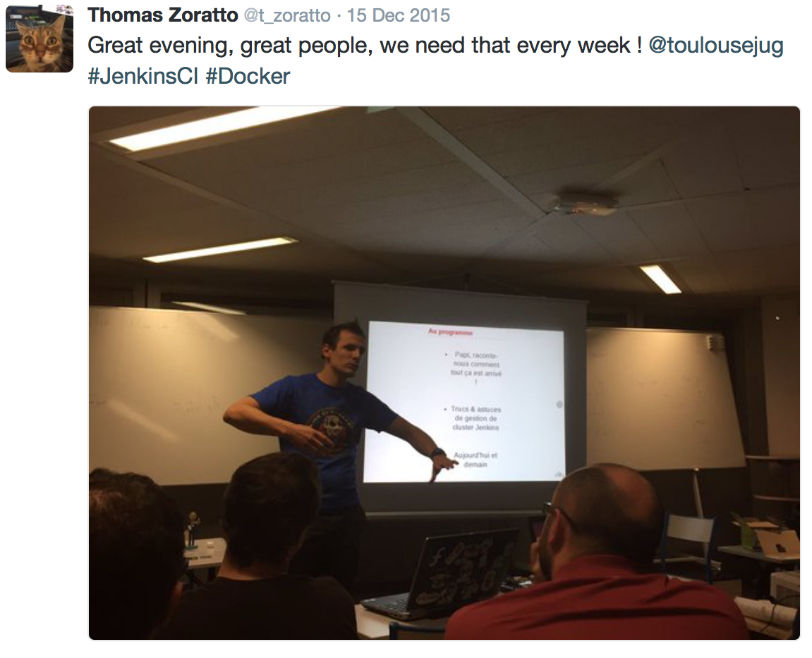 Thomas Zoratto @t_zoratto · 15 Dec 2015
Great evening, great people, we need that every week ! @toulousejug
#JenkinsCI #Docker
Au programme
• Papi, raconte-
nous comment
tout ça est arrivé
!
• Trucs & astuces
de gestion de
cluster Jenkins
Aujourd'hui et
demain